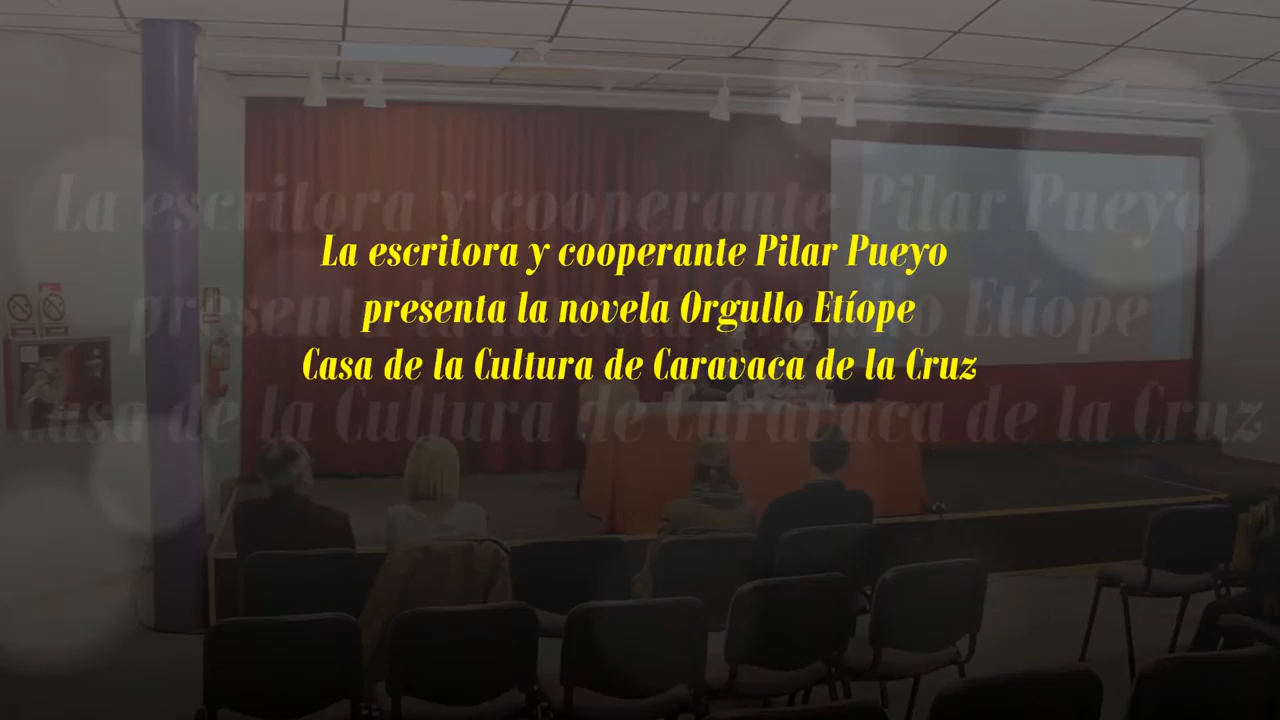 La escritora y cooperante Pilar Pueyo
presenta la novela Orgullo Etíope
Casa de la Cultura de Caravaca de la Cruz